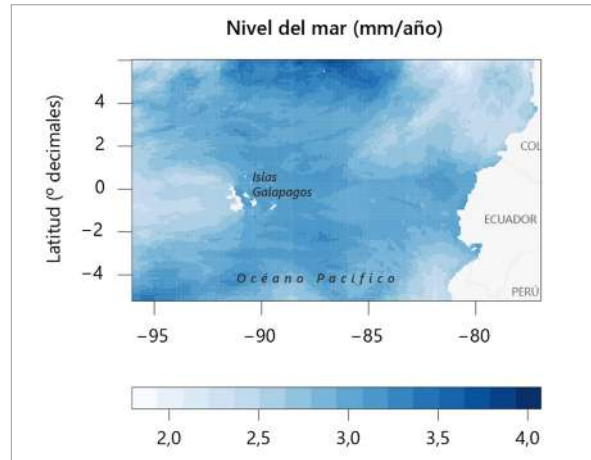 Nivel del mar (mm/año)
Latitud (º decimales)
4
2
0
−2
−4
COL
Islas
Galapagos
ECUADOR
Océano Pacífico
PERÚ
−95 −90 −85 −80
2,0 2,5 3,0 3,5 4,0